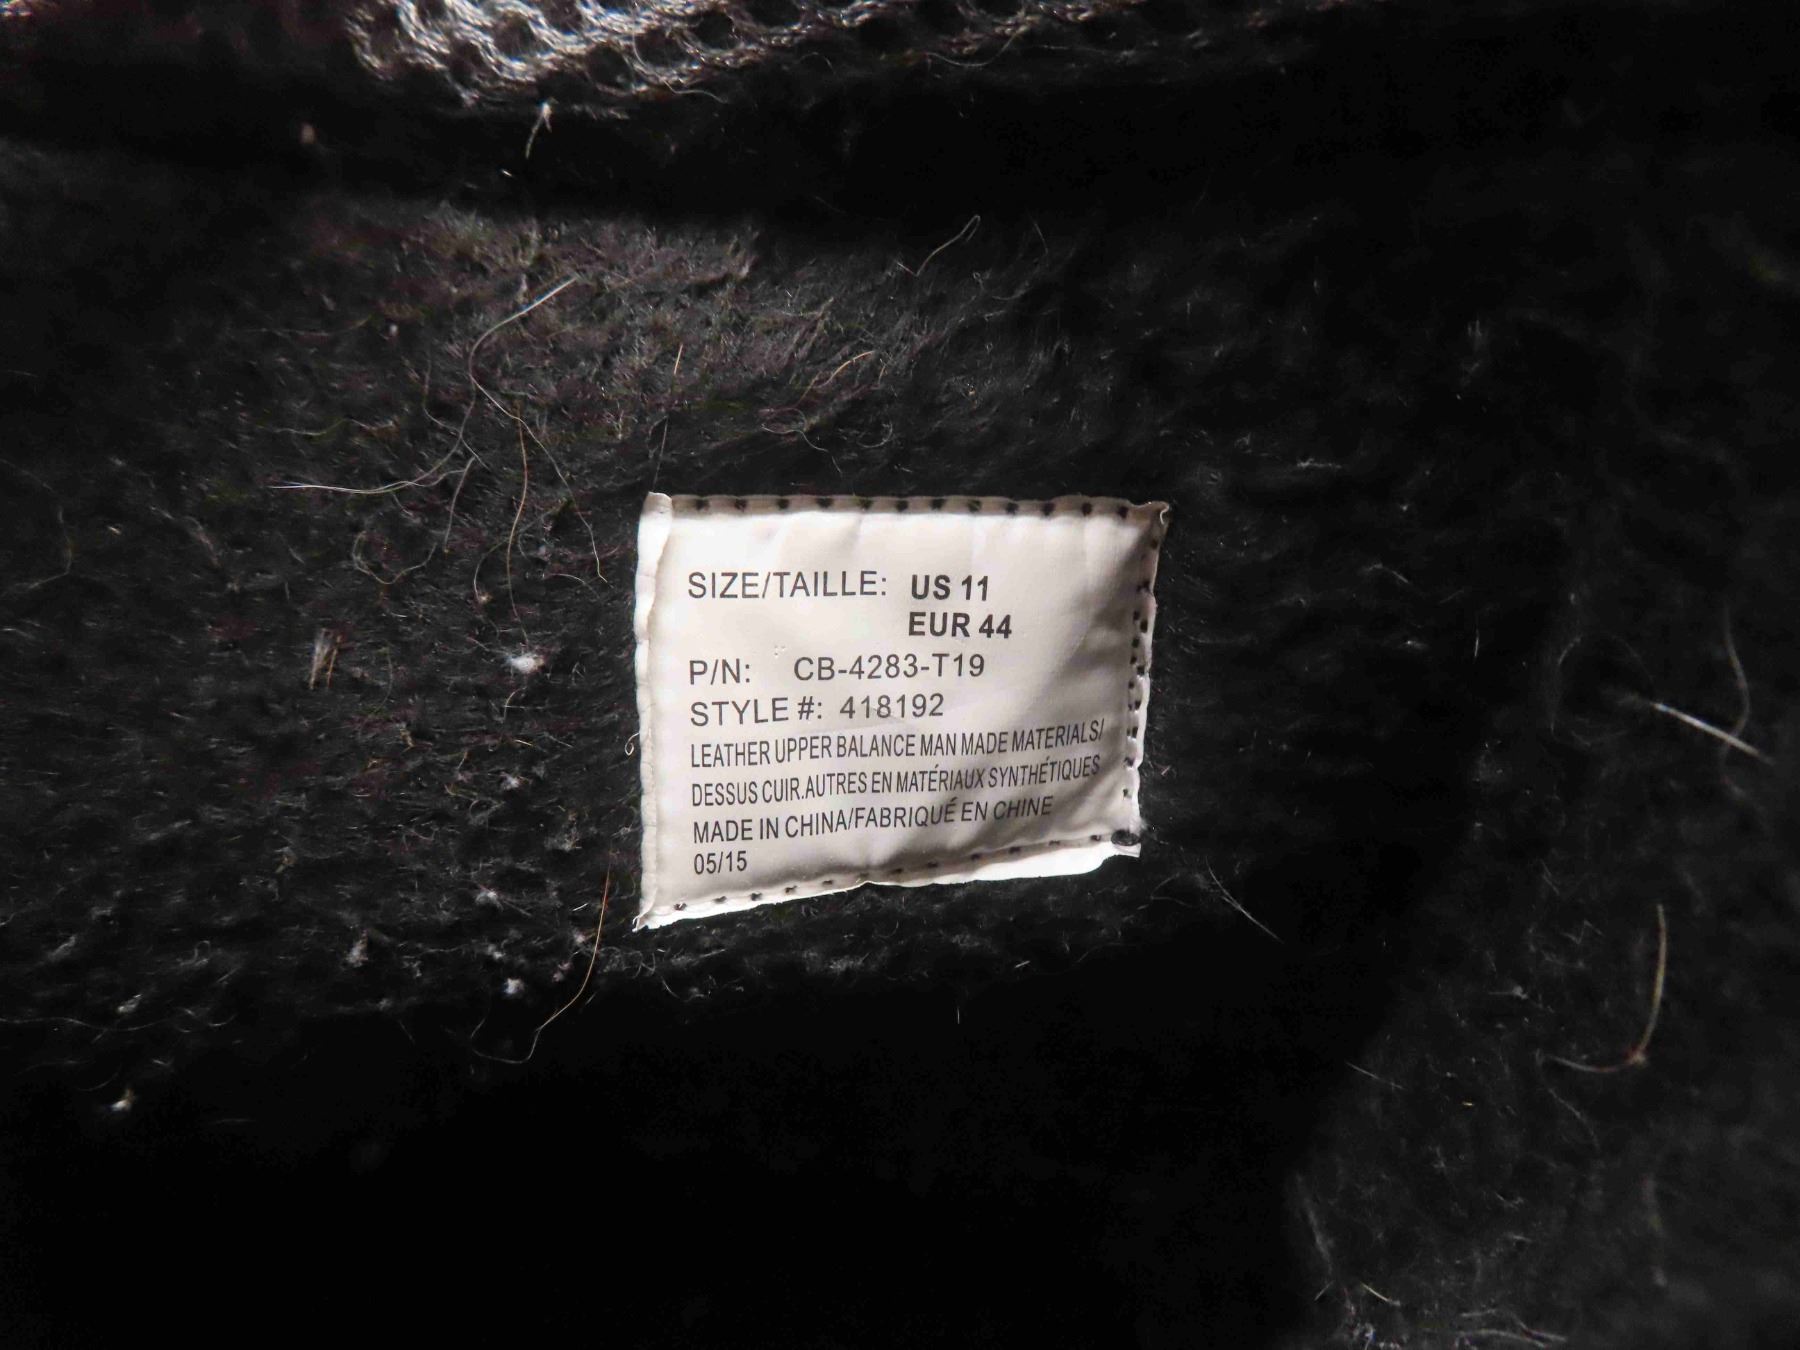 SIZE/TAILLE: US 11
EUR 44
P/N: CB-4283-T19
STYLE #: 418192
LEATHER UPPER BALANCE MAN MADE MATERIALS/
DESSUS CUIR.AUTRES EN MATÉRIAUX SYNTHÉTIQUES
MADE IN CHINA/FABRIQUÉ EN CHINE
05/15